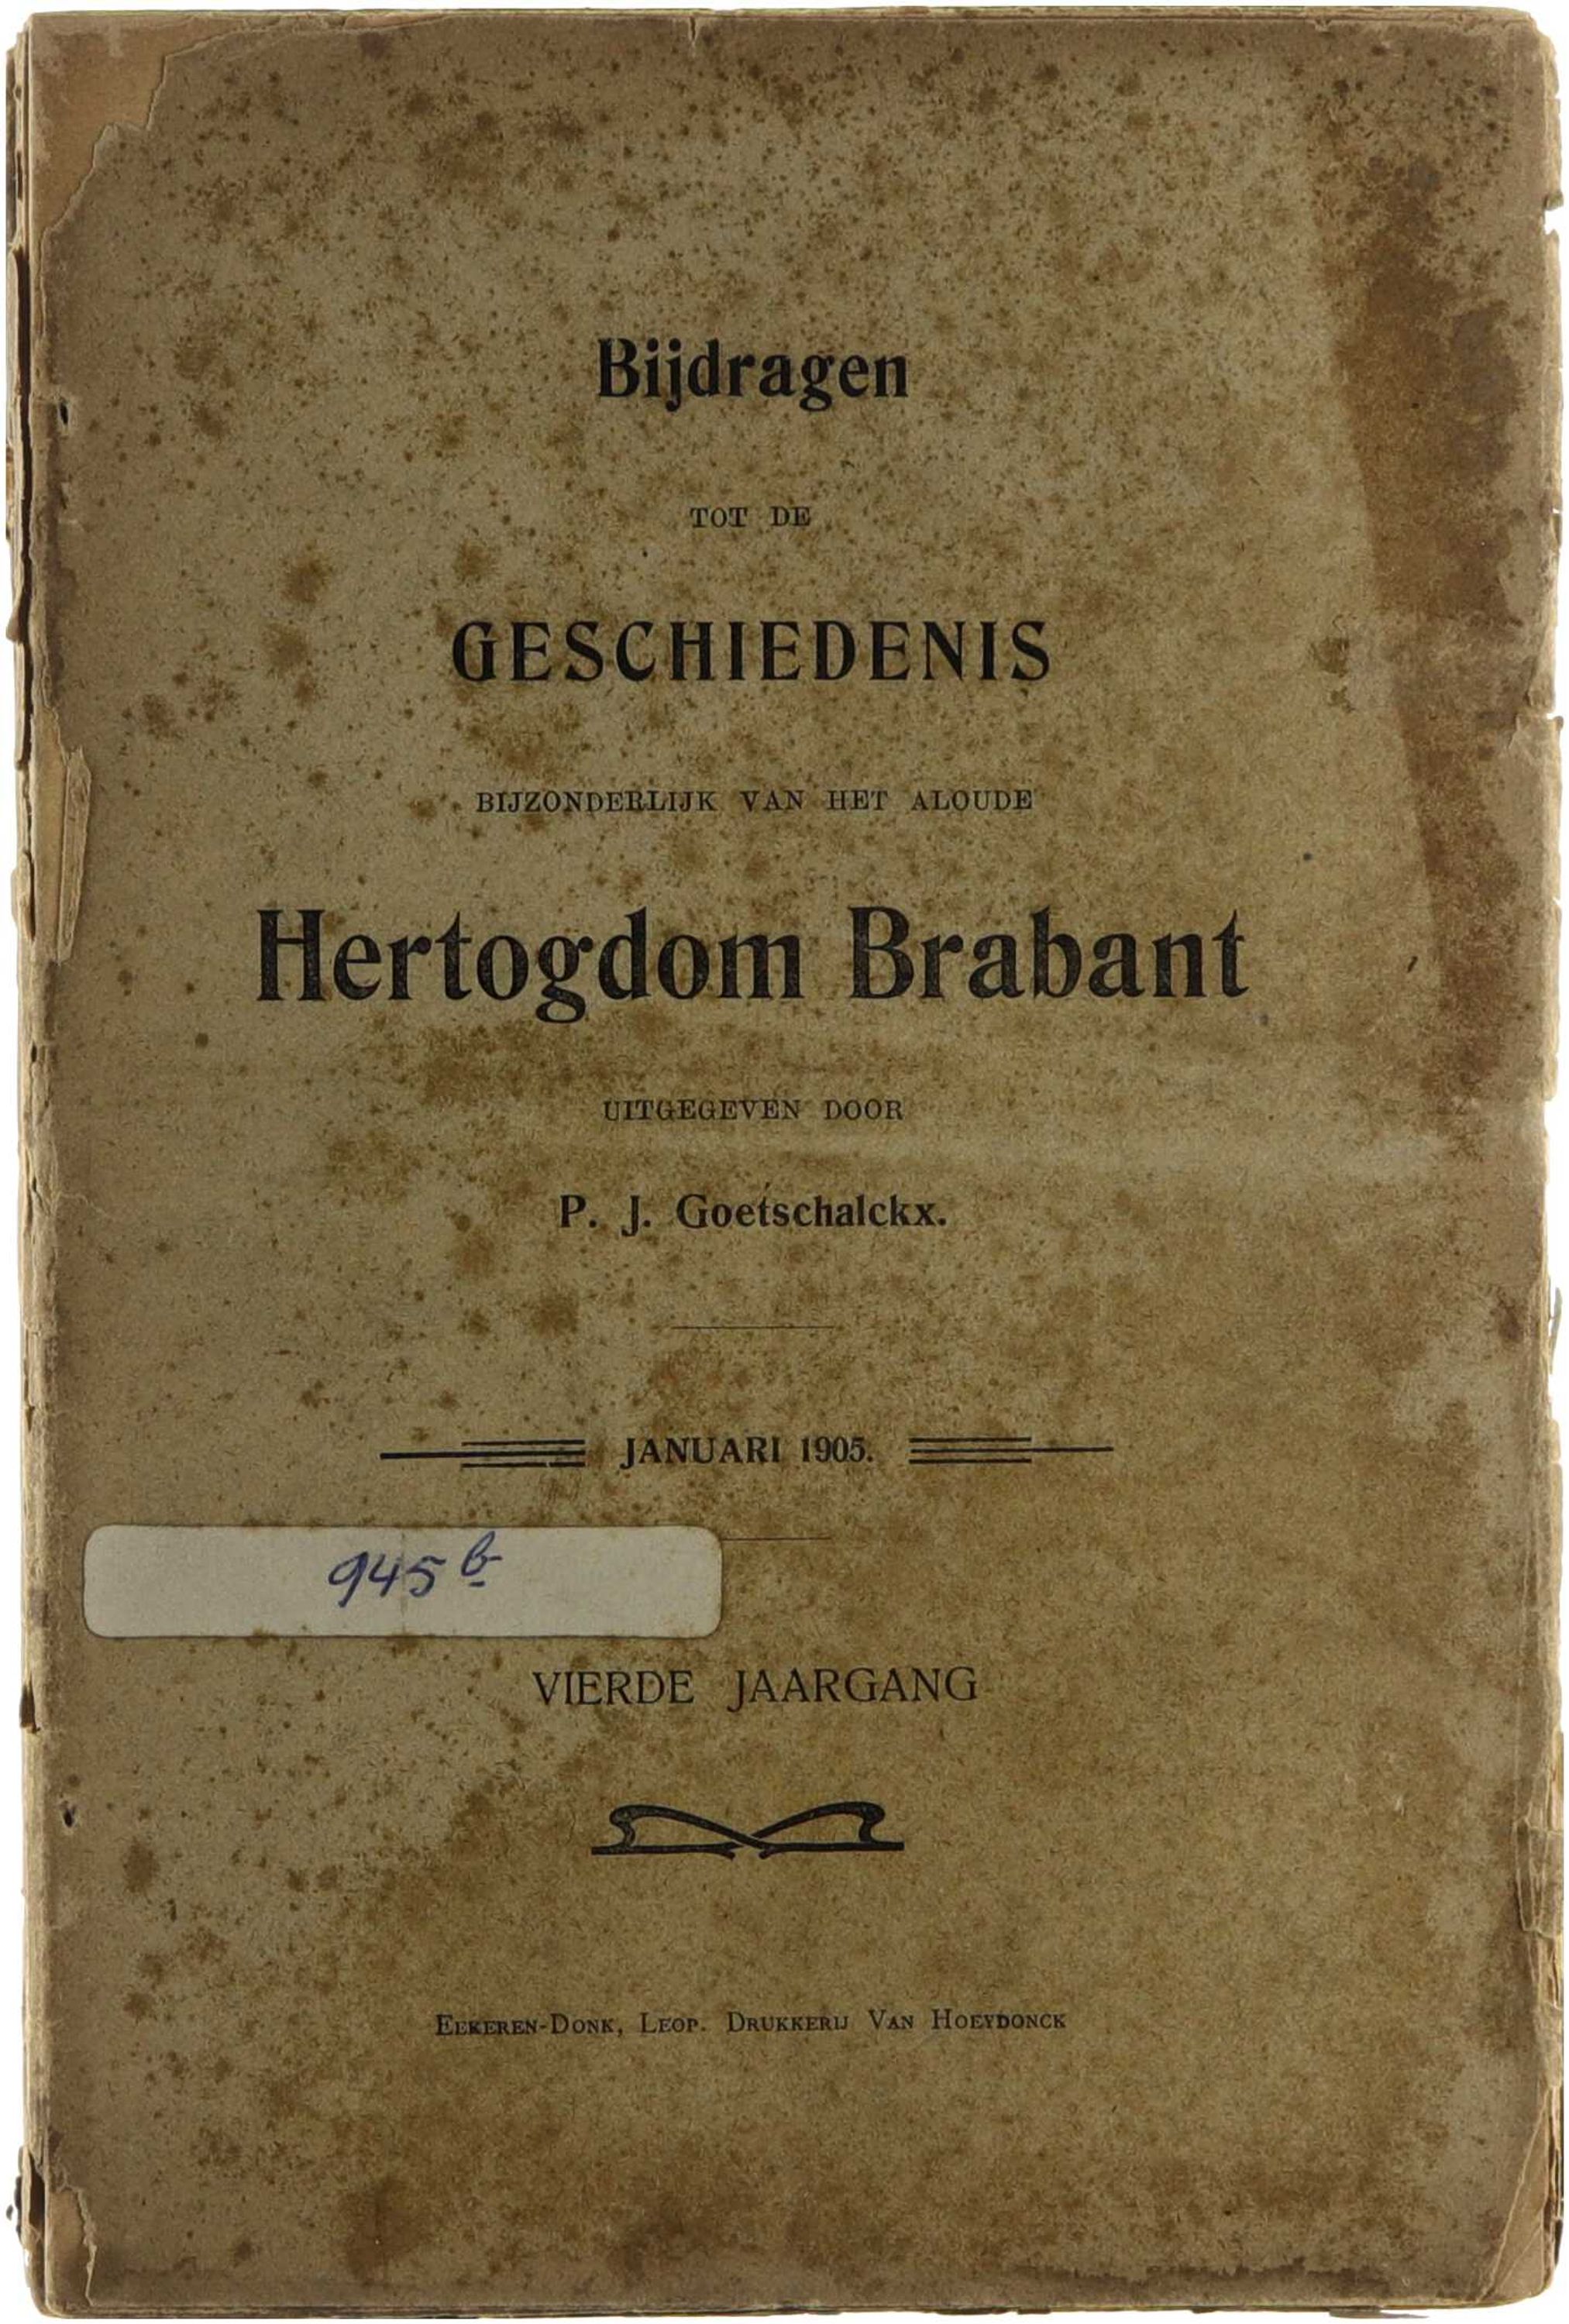 Bijdragen
TOT DE
GESCHIEDENIS
BIJZONDERLIJK VAN HET ALOUDE
Hertogdom Brabant
UITGEGEVEN DOOR
P. J. Goetschalckx.
JANUARI 1905.
945 b
VIERDE JAARGANG
EEKEREN-DONK, LEOP. DRUKKERIJ VAN HOEYDONCK